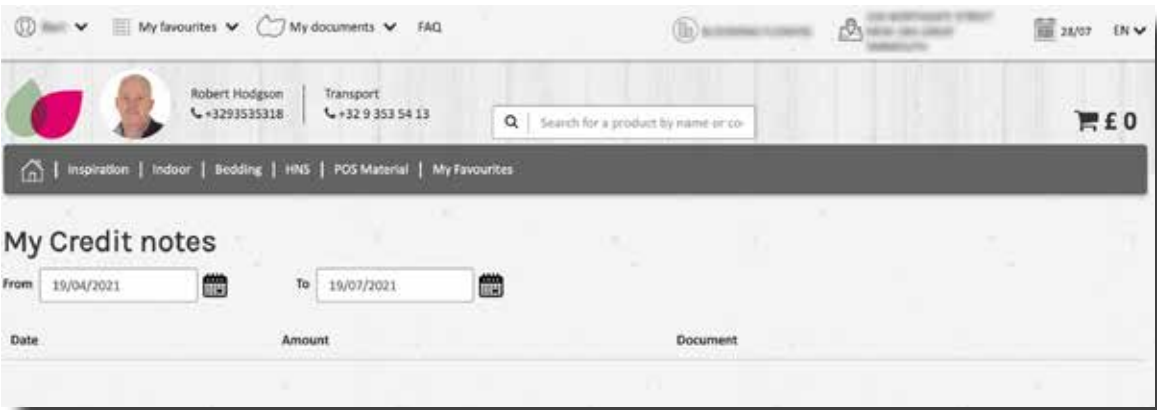 My favourites
My documents
FAQ
28/07
EN
Robert Hodgson
+3293535318
Transport
+32 9 353 54 13
Search for a product by name or co
£ 0
Inspiration | Indoor | Bedding | HNS | POS Material | My Favourites
My Credit notes
From 19/04/2021 To 19/07/2021
Date Amount Document